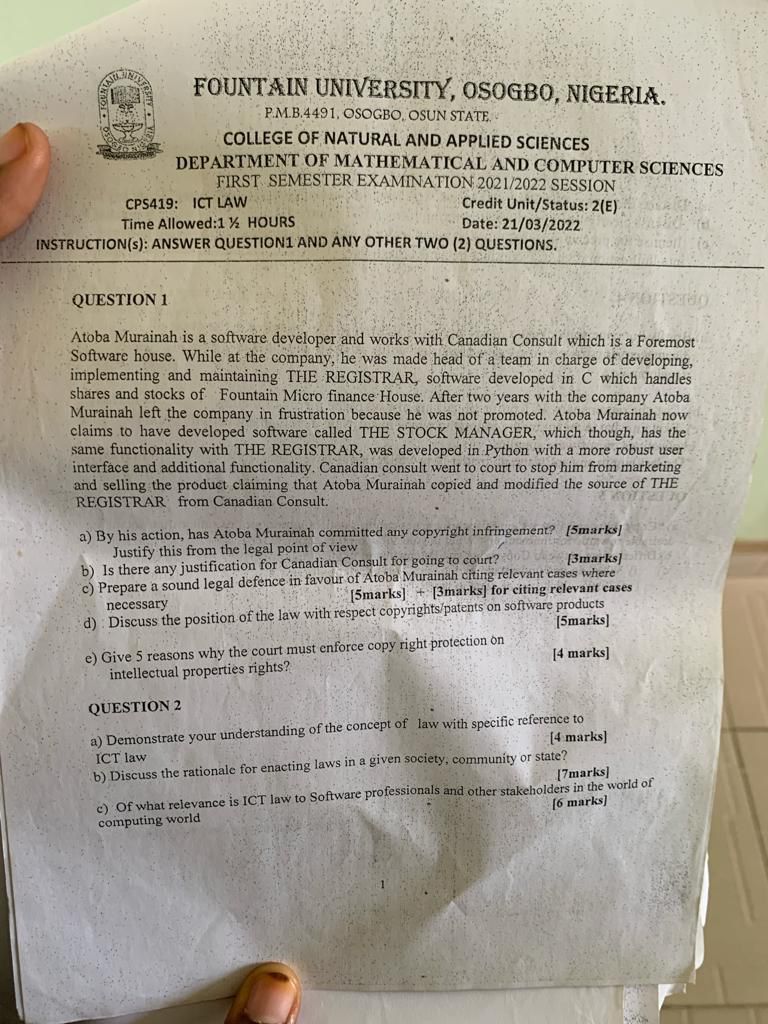 FOUNTAIN UNIVERSITY, OSOGBO, NIGERIA.
P.M.B.4491, OSOGBO, OSUN STATE.
COLLEGE OF NATURAL AND APPLIED SCIENCES
DEPARTMENT OF MATHEMATICAL AND COMPUTER SCIENCES
FIRST SEMESTER EXAMINATION 2021/2022 SESSION
CPS419: ICT LAW Credit Unit/Status: 2(E)
Time Allowed:1 ½ HOURS Date: 21/03/2022
INSTRUCTION(s): ANSWER QUESTION1 AND ANY OTHER TWO (2) QUESTIONS.
QUESTION 1
Atoba Murainah is a software developer and works with Canadian Consult which is a Foremost
Software house. While at the company, he was made head of a team in charge of developing,
implementing and maintaining THE REGISTRAR, software developed in C which handles
shares and stocks of Fountain Micro finance House. After two years with the company Atoba
Murainah left the company in frustration because he was not promoted. Atoba Murainah now
claims to have developed software called THE STOCK MANAGER, which though, has the
same functionality with THE REGISTRAR, was developed in Python with a more robust user
interface and additional functionality. Canadian consult went to court to stop him from marketing
and selling the product claiming that Atoba Murainah copied and modified the source of THE
REGISTRAR from Canadian Consult.
a) By his action, has Atoba Murainah committed any copyright infringement? [5marks]
Justify this from the legal point of view
b) Is there any justification for Canadian Consult for going to court? [3marks]
c) Prepare a sound legal defence in favour of Atoba Murainah citing relevant cases where
necessary [5marks] + [3marks] for citing relevant cases
d) Discuss the position of the law with respect copyrights/patents on software products
[5marks]
e) Give 5 reasons why the court must enforce copy right protection on [4 marks]
intellectual properties rights?
QUESTION 2
a) Demonstrate your understanding of the concept of law with specific reference to
ICT law [4 marks]
b) Discuss the rationale for enacting laws in a given society, community or state?
[7marks]
c) Of what relevance is ICT law to Software professionals and other stakeholders in the world of
computing world [6 marks]
1